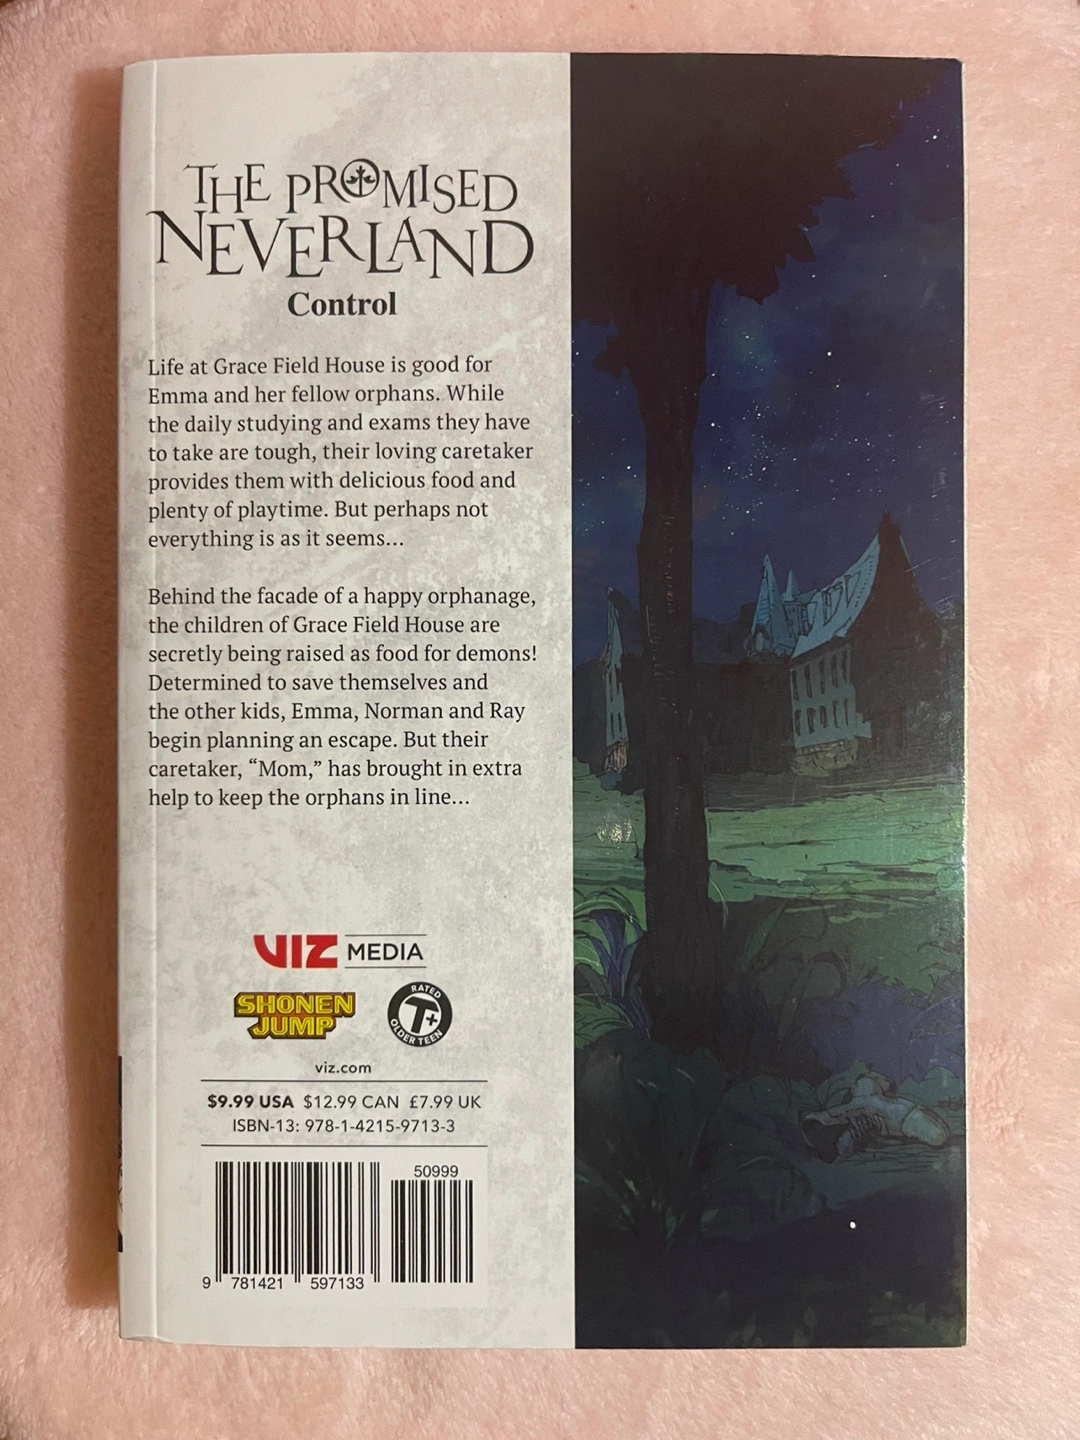 THE PROMISED
NEVERLAND
Control
Life at Grace Field House is good for
Emma and her fellow orphans. While
the daily studying and exams they have
to take are tough, their loving caretaker
provides them with delicious food and
plenty of playtime. But perhaps not
everything is as it seems...
Behind the facade of a happy orphanage,
the children of Grace Field House are
secretly being raised as food for demons!
Determined to save themselves and
the other kids, Emma, Norman and Ray
begin planning an escape. But their
caretaker, “Mom,” has brought in extra
help to keep the orphans in line...
VIZ MEDIA
SHONEN
JUMP
RATED
T+
OLDER TEEN
viz.com
$9.99 USA $12.99 CAN £7.99 UK
ISBN-13: 978-1-4215-9713-3
50999
9 781421 597133